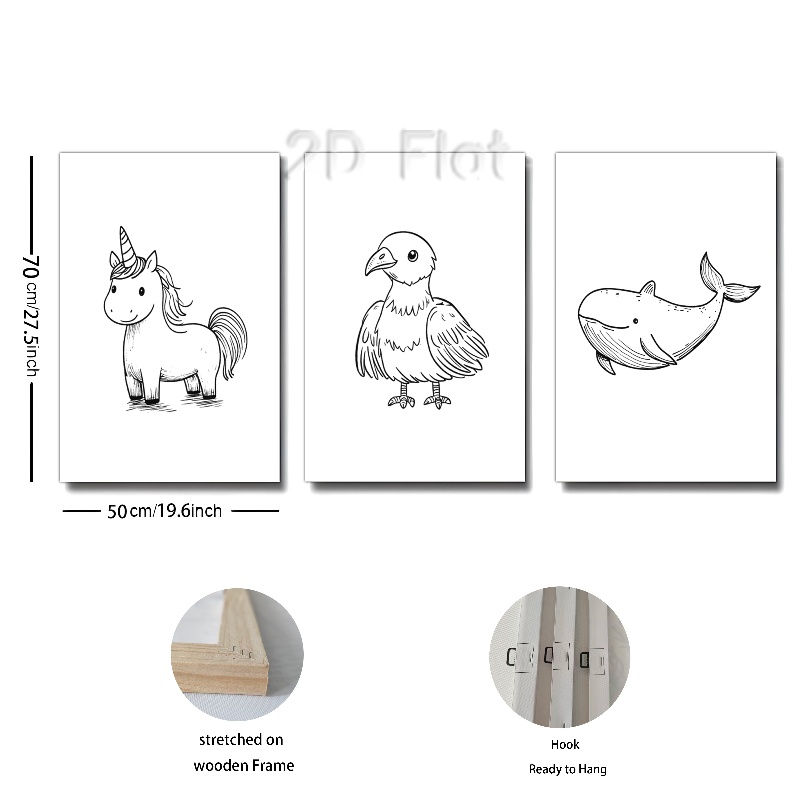 2D Flat
70 cm/27.5inch
50cm/19.6inch
stretched on
wooden Frame
Hook
Ready to Hang